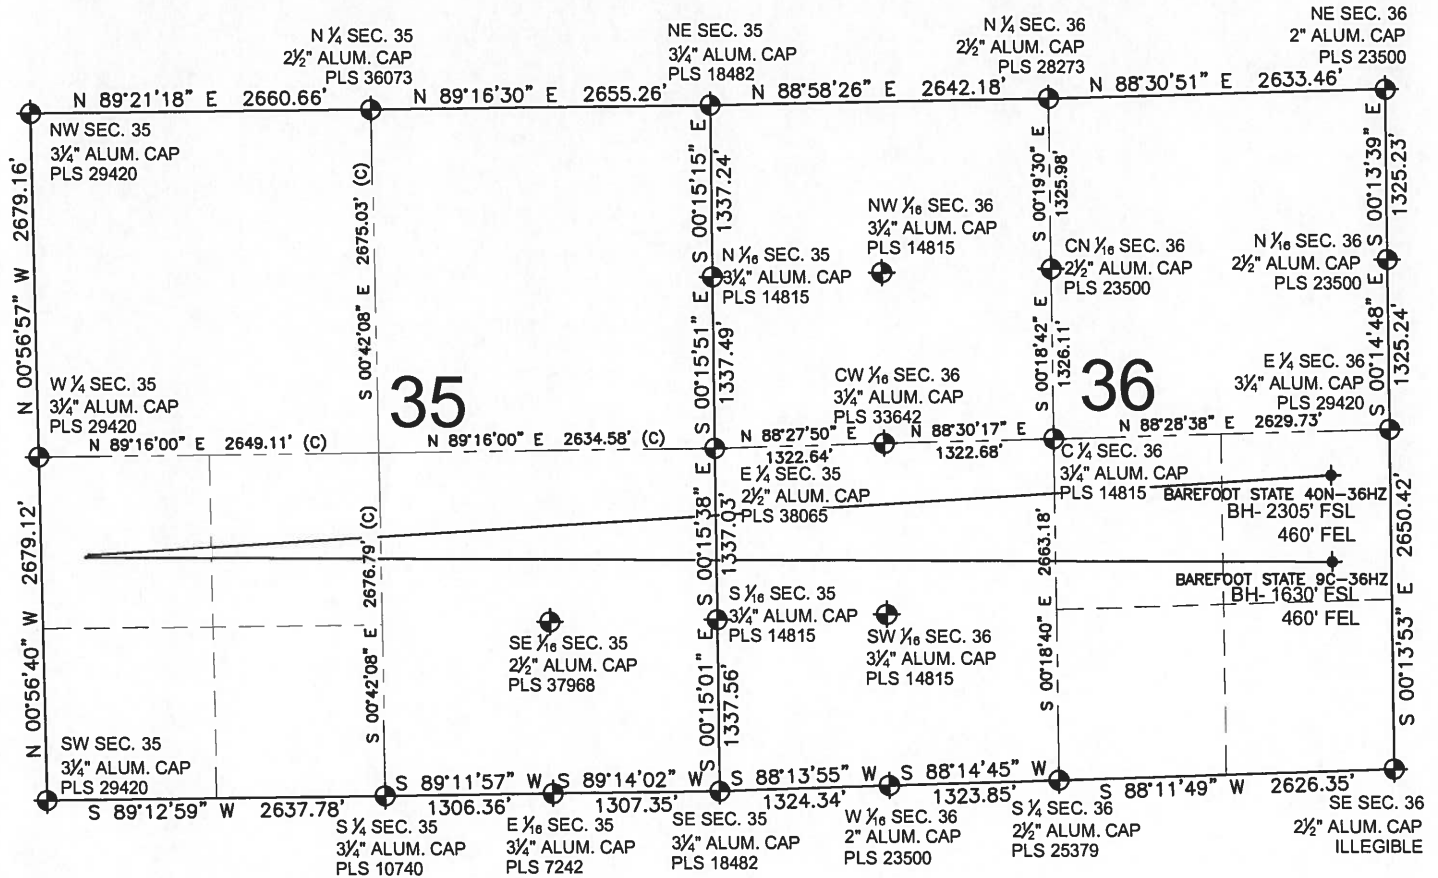 N ¼ SEC. 35
2½" ALUM. CAP
PLS 36073
NE SEC. 35
3¼" ALUM. CAP
PLS 18482
N ¼ SEC. 36
2½" ALUM. CAP
PLS 28273
NE SEC. 36
2" ALUM. CAP
PLS 23500
N 89°21'18" E 2660.66'
N 89°16'30" E 2655.26'
N 88°58'26" E 2642.18'
N 88°30'51" E 2633.46'
NW SEC. 35
3¼" ALUM. CAP
PLS 29420
N 00°56'57" W 2679.16'
S 00°42'08" E 2675.03' (C)
S 00°15'15" E
1337.24'
S 00°19'30" E
1325.98'
S 00°13'39" E
1325.23'
NW 1⁄16 SEC. 36
3¼" ALUM. CAP
PLS 14815
N 1⁄16 SEC. 35
3¼" ALUM. CAP
PLS 14815
CN 1⁄16 SEC. 36
2½" ALUM. CAP
PLS 23500
N 1⁄16 SEC. 36
2½" ALUM. CAP
PLS 23500
S 00°15'51" E
1337.49'
S 00°18'42" E
1326.11'
S 00°14'48" E
1325.24'
35
36
W ¼ SEC. 35
3¼" ALUM. CAP
PLS 29420
CW 1⁄16 SEC. 36
3¼" ALUM. CAP
PLS 33642
E ¼ SEC. 36
3¼" ALUM. CAP
PLS 29420
N 89°16'00" E 2649.11' (C)
N 89°16'00" E 2634.58' (C)
N 88°27'50" E
1322.64'
N 88°30'17" E
1322.68'
N 88°28'38" E 2629.73'
E ¼ SEC. 35
2½" ALUM. CAP
PLS 38065
C ¼ SEC. 36
3¼" ALUM. CAP
PLS 14815
BAREFOOT STATE 40N-36HZ
BH- 2305' FSL
460' FEL
N 00°56'40" W 2679.12'
S 00°42'08" E 2676.79' (C)
S 00°15'38" E
1337.03'
S 00°18'40" E 2663.18'
S 00°13'53" E 2650.42'
BAREFOOT STATE 9C-36HZ
BH- 1630' FSL
460' FEL
S 1⁄16 SEC. 35
3¼" ALUM. CAP
PLS 14815
SE 1⁄16 SEC. 35
2½" ALUM. CAP
PLS 37968
SW 1⁄16 SEC. 36
3¼" ALUM. CAP
PLS 14815
S 00°15'01" E
1337.56'
SW SEC. 35
3¼" ALUM. CAP
PLS 29420
S 89°12'59" W 2637.78'
S 89°11'57" W
1306.36'
S 89°14'02" W
1307.35'
S 88°13'55" W
1324.34'
S 88°14'45" W
1323.85'
S 88°11'49" W 2626.35'
S ¼ SEC. 35
3¼" ALUM. CAP
PLS 10740
E 1⁄16 SEC. 35
3¼" ALUM. CAP
PLS 7242
SE SEC. 35
3¼" ALUM. CAP
PLS 18482
W 1⁄16 SEC. 36
2" ALUM. CAP
PLS 23500
S ¼ SEC. 36
2½" ALUM. CAP
PLS 25379
SE SEC. 36
2½" ALUM. CAP
ILLEGIBLE